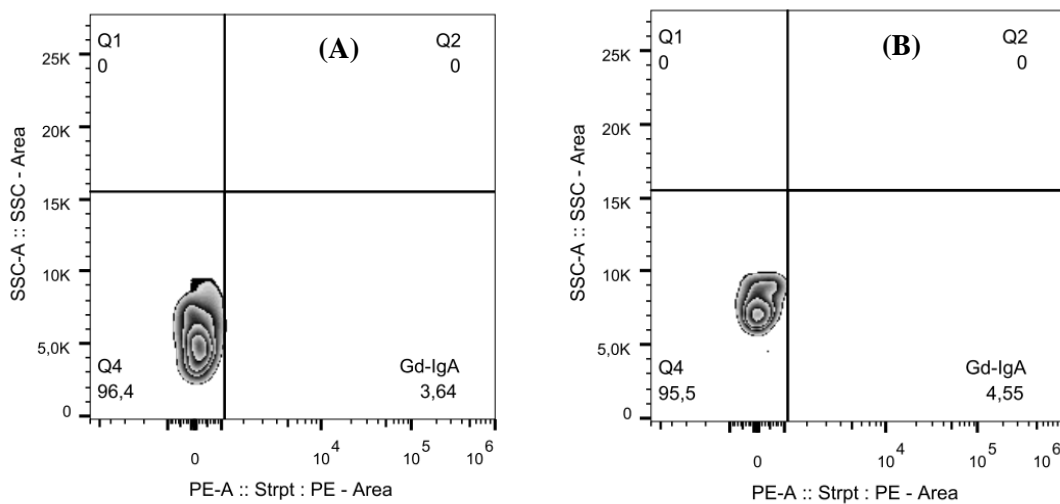 (A)
Q1
0
Q2
0
25K
20K
15K
10K
5,0K
0
Q4
96,4
Gd-IgA
3,64
0
10^4
10^5
10^6
SSC-A :: SSC - Area
PE-A :: Strpt : PE - Area
(B)
Q1
0
Q2
0
25K
20K
15K
10K
5,0K
0
Q4
95,5
Gd-IgA
4,55
0
10^4
10^5
10^6
SSC-A :: SSC - Area
PE-A :: Strpt : PE - Area